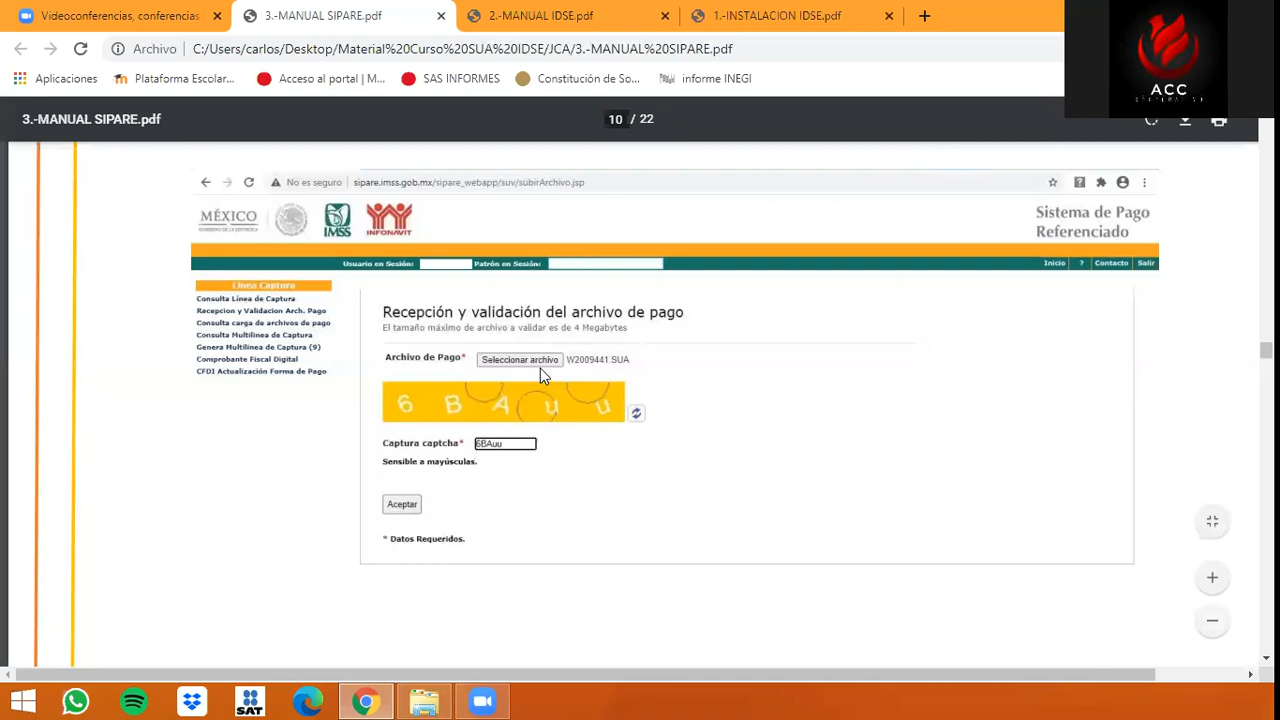 Videoconferencias, conferencias
3.-MANUAL SIPARE.pdf
2.-MANUAL IDSE.pdf
1.-INSTALACION IDSE.pdf
Archivo
C:/Users/carlos/Desktop/Material%20Curso%20SUA%20IDSE/JCA/3.-MANUAL%20SIPARE.pdf
Aplicaciones
Plataforma Escolar...
Acceso al portal | M...
SAS INFORMES
Constitución de So...
informe INEGI
ACC
3.-MANUAL SIPARE.pdf
10 / 22
No es seguro
sipare.imss.gob.mx/sipare_webapp/suv/subirArchivo.jsp
MÉXICO
GOBIERNO DE LA REPÚBLICA
IMSS
INFONAVIT
Sistema de Pago
Referenciado
Usuario en Sesión:
Patrón en Sesión:
Inicio
?
Contacto
Salir
Línea Captura
Consulta Línea de Captura
Recepcion y Validacion Arch. Pago
Consulta carga de archivos de pago
Consulta Multilínea de Captura
Genera Multilínea de Captura (9)
Comprobante Fiscal Digital
CFDI Actualización Forma de Pago
Recepción y validación del archivo de pago
El tamaño máximo de archivo a validar es de 4 Megabytes
Archivo de Pago*
Seleccionar archivo
W2009441.SUA
6 B A u u
Captura captcha*
6BAuu
Sensible a mayúsculas.
Aceptar
* Datos Requeridos.
SAT